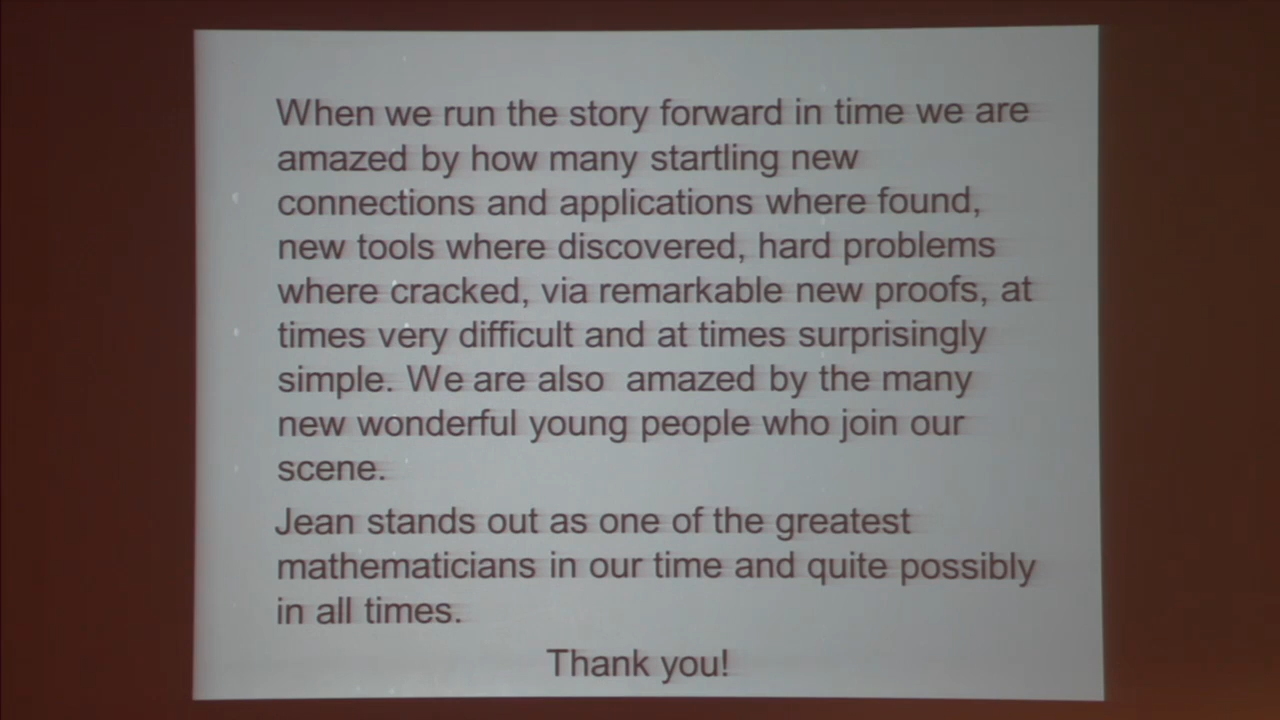 When we run the story forward in time we are
amazed by how many startling new
connections and applications where found,
new tools where discovered, hard problems
where cracked, via remarkable new proofs, at
times very difficult and at times surprisingly
simple. We are also  amazed by the many
new wonderful young people who join our
scene.
Jean stands out as one of the greatest
mathematicians in our time and quite possibly
in all times.
Thank you!